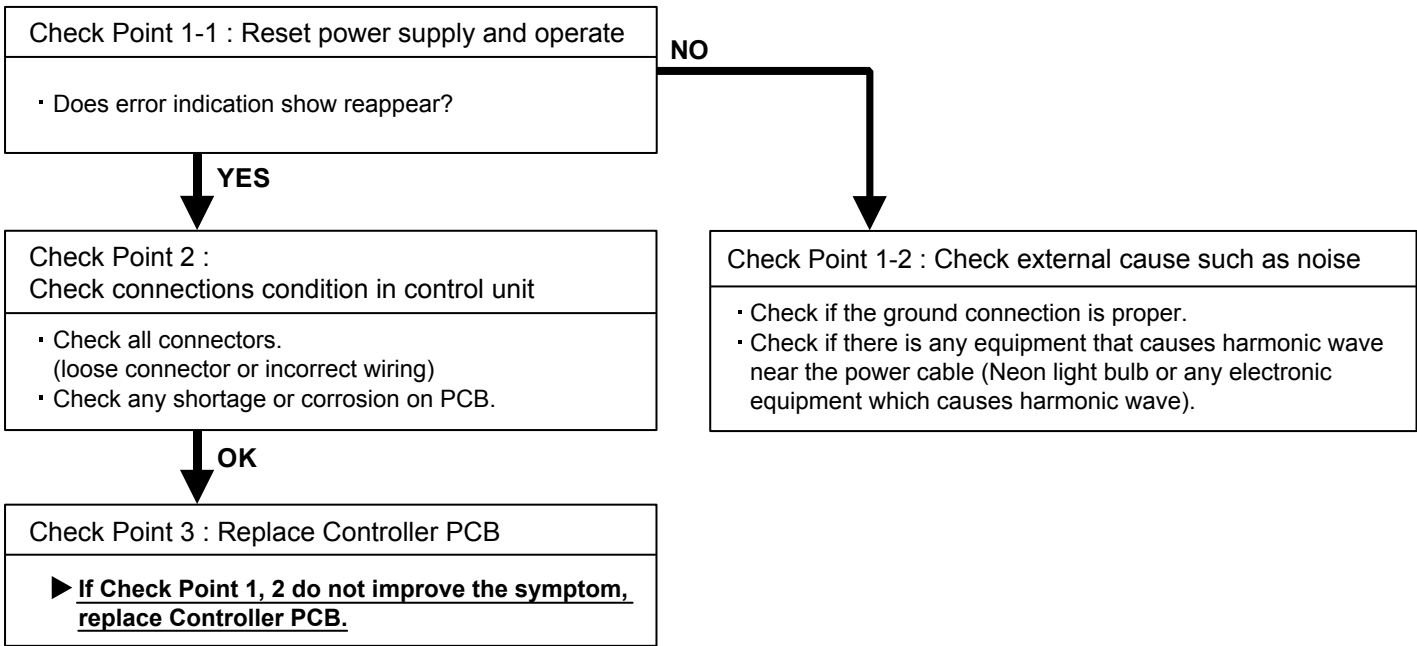 Check Point 1-1 : Reset power supply and operate
・Does error indication show reappear?
NO
YES
Check Point 2 :
Check connections condition in control unit
・Check all connectors.
(loose connector or incorrect wiring)
・Check any shortage or corrosion on PCB.
Check Point 1-2 : Check external cause such as noise
・Check if the ground connection is proper.
・Check if there is any equipment that causes harmonic wave
near the power cable (Neon light bulb or any electronic
equipment which causes harmonic wave).
OK
Check Point 3 : Replace Controller PCB
▶ If Check Point 1, 2 do not improve the symptom,
replace Controller PCB.